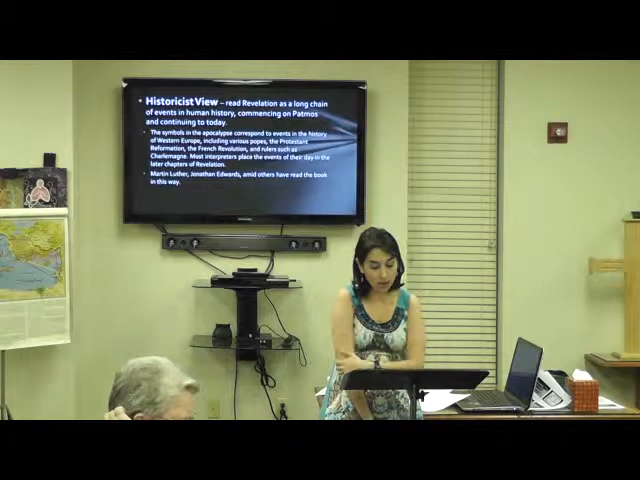 • Historicist View – read Revelation as a long chain
of events in human history, commencing on Patmos
and continuing to today.
• The symbols in the apocalypse correspond to events in the history
of Western Europe, including various popes, the Protestant
Reformation, the French Revolution, and rulers such as
Charlemagne. Most interpreters place the events of their day in the
later chapters of Revelation.
• Martin Luther, Jonathan Edwards, amid others have read the book
in this way.